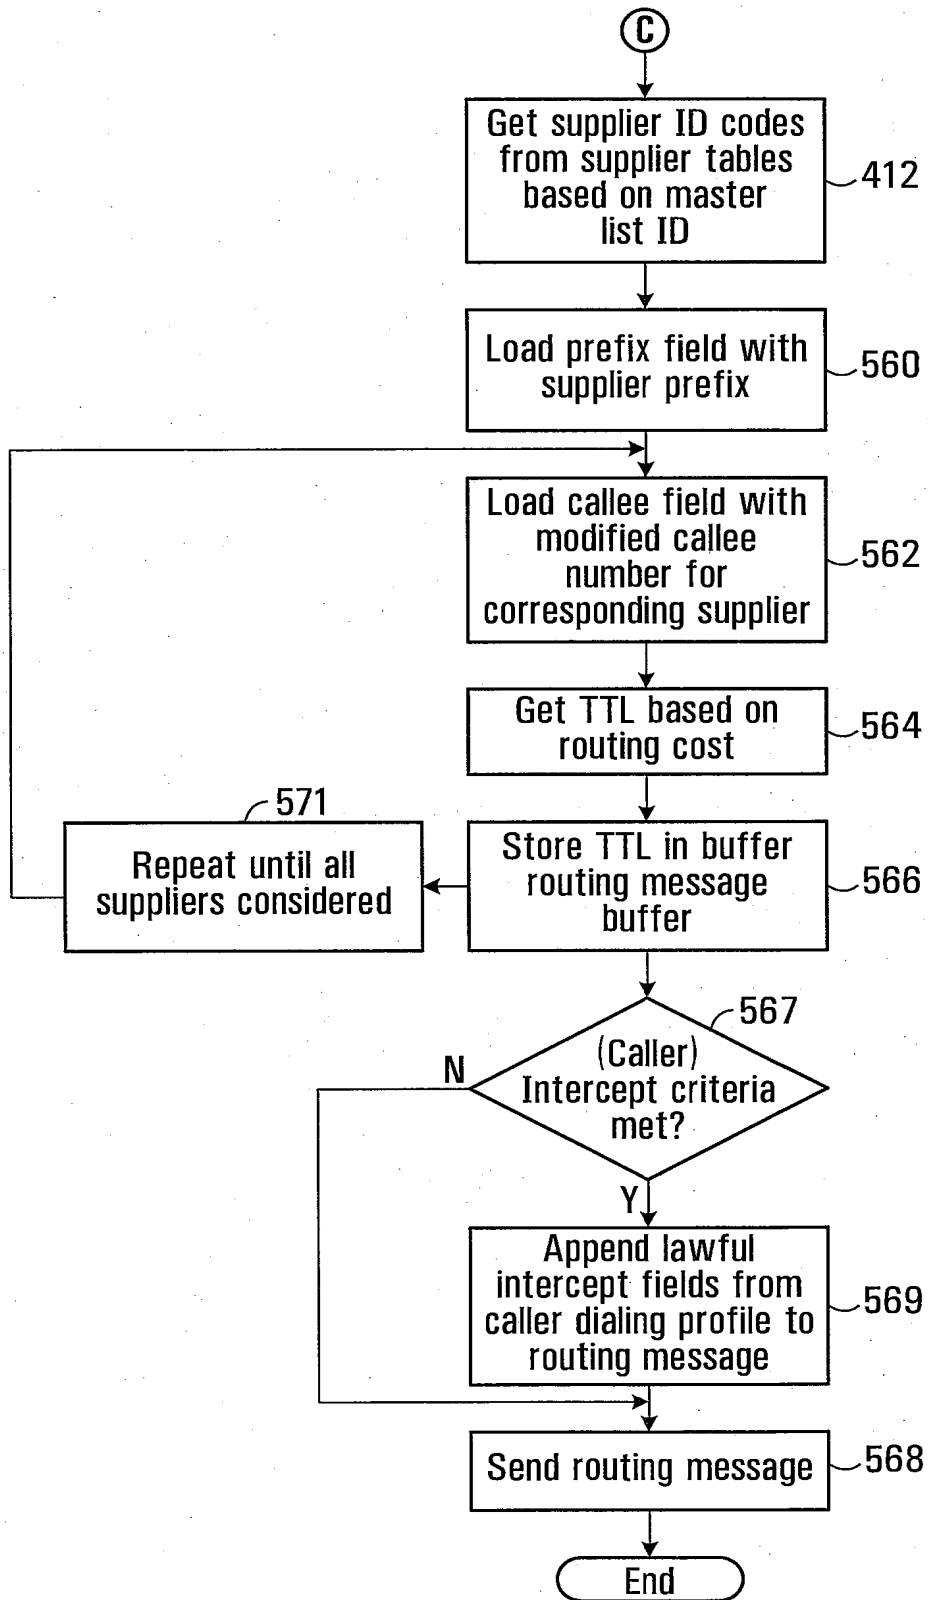 C
Get supplier ID codes
from supplier tables
based on master
list ID
412
Load prefix field with
supplier prefix
560
Load callee field with
modified callee
number for
corresponding supplier
562
Get TTL based on
routing cost
564
571
Repeat until all
suppliers considered
Store TTL in buffer
routing message
buffer
566
567
(Caller)
Intercept criteria
met?
N
Y
Append lawful
intercept fields from
caller dialing profile to
routing message
569
Send routing message
568
End